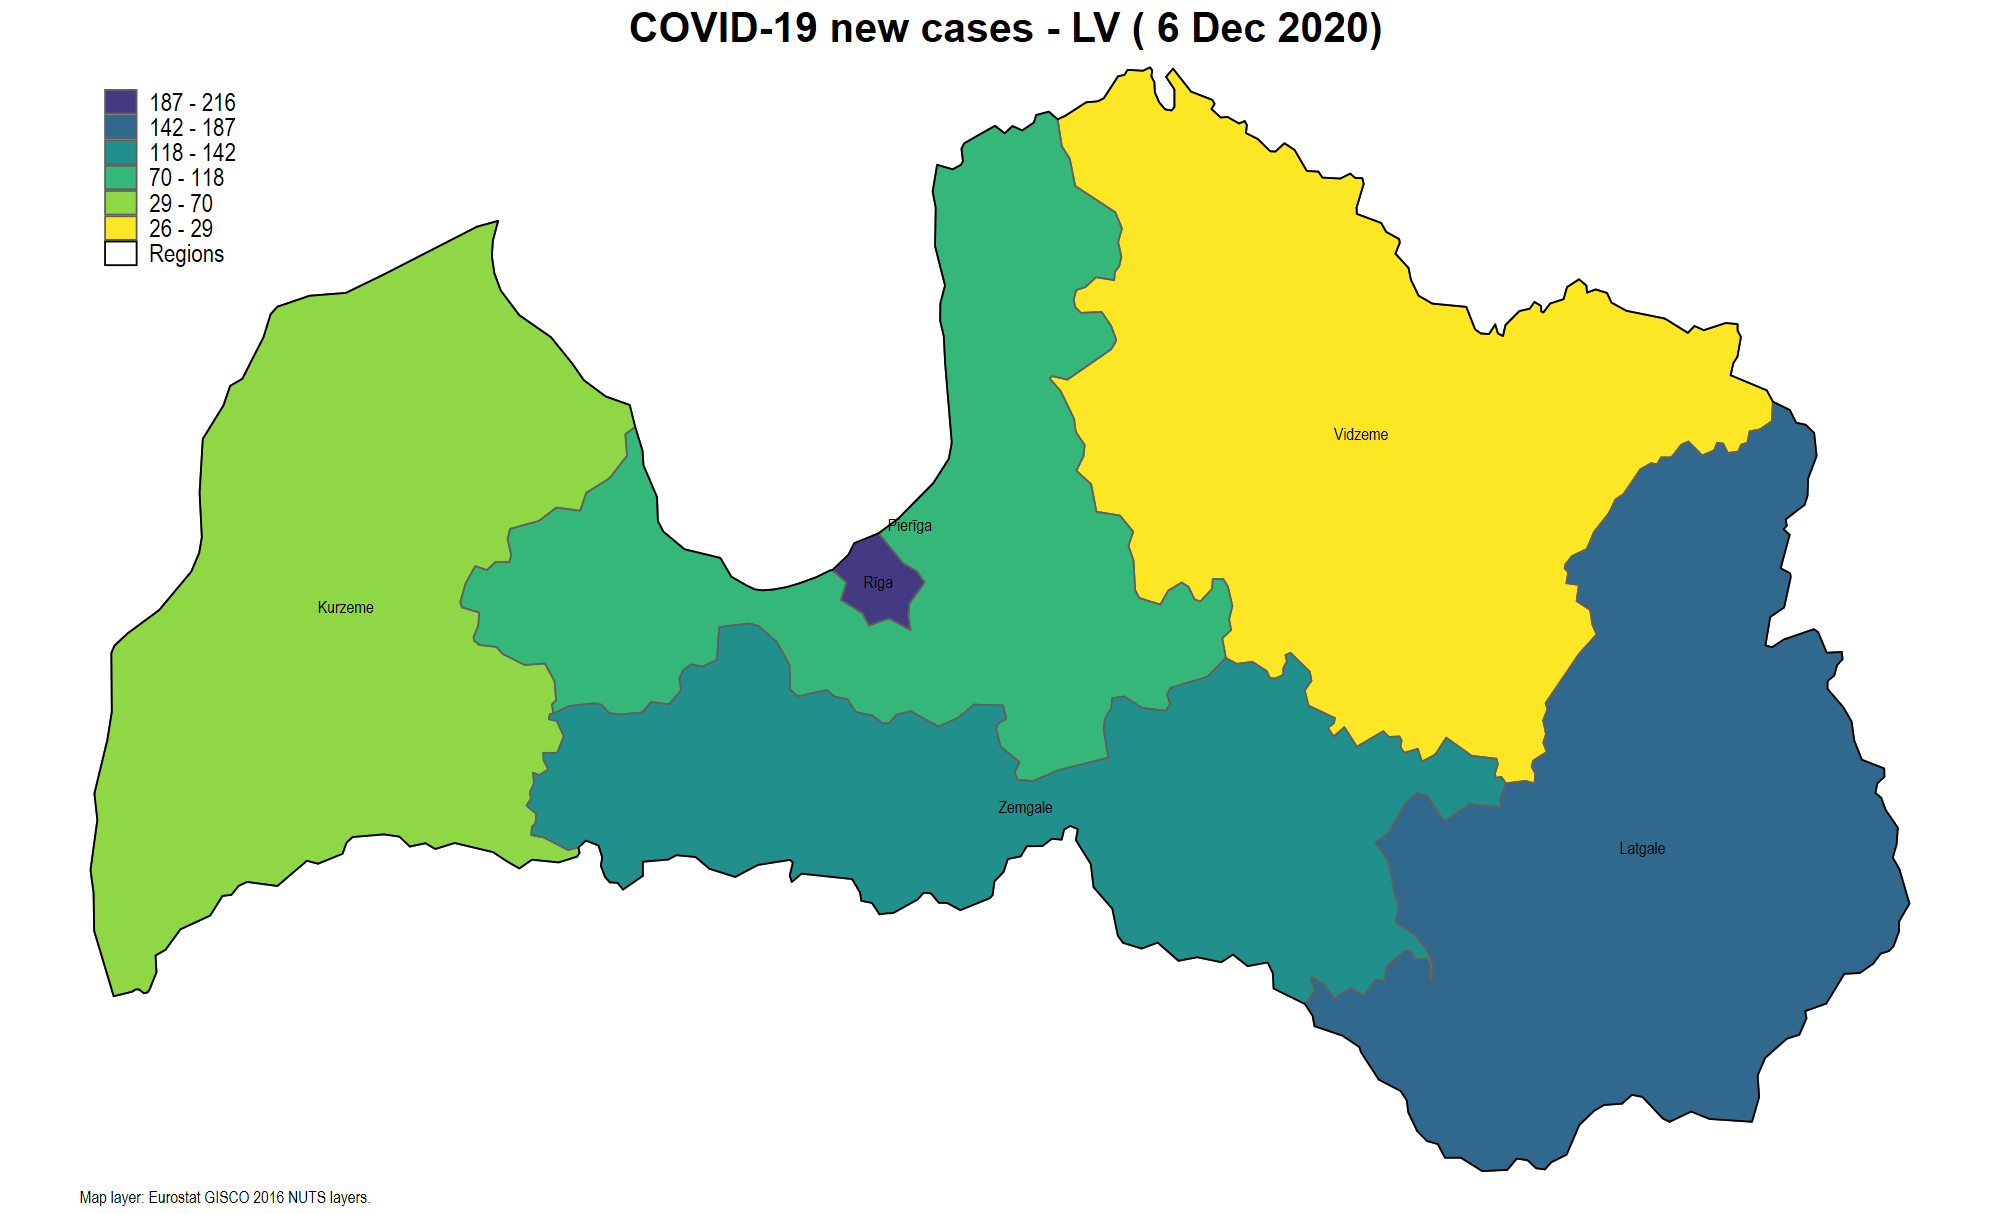 COVID-19 new cases - LV ( 6 Dec 2020)
187 - 216
142 - 187
118 - 142
70 - 118
29 - 70
26 - 29
Regions
Vidzeme
Pierīga
Rīga
Kurzeme
Zemgale
Latgale
Map layer: Eurostat GISCO 2016 NUTS layers.